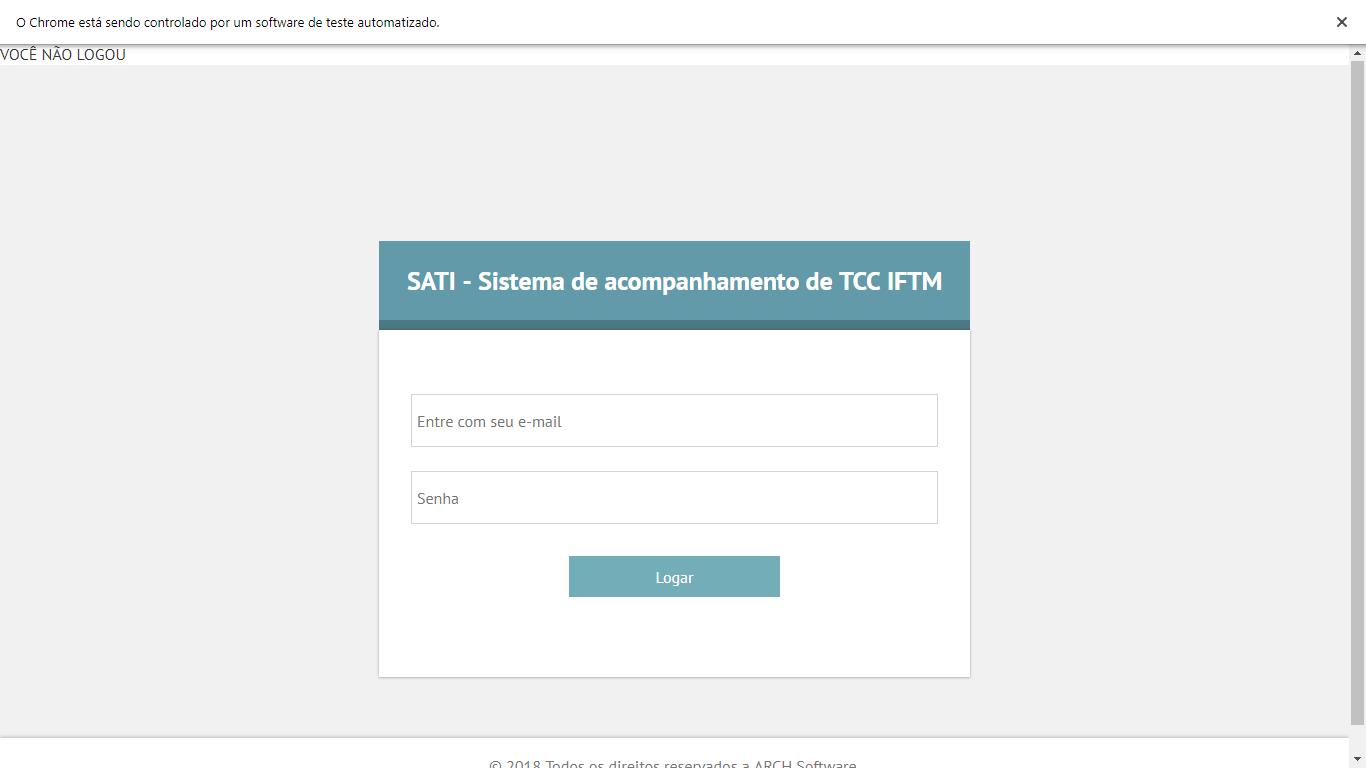 O Chrome está sendo controlado por um software de teste automatizado.
VOCÊ NÃO LOGOU
SATI - Sistema de acompanhamento de TCC IFTM
Entre com seu e-mail
Senha
Logar
© 2018 Todos os direitos reservados a ARCH Software